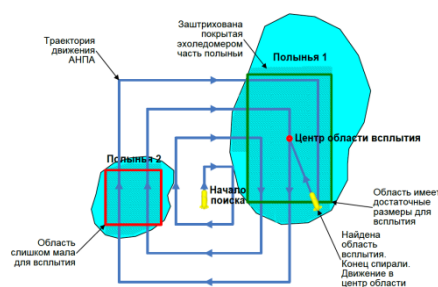 Траектория
движения
АНПА
Заштрихована
покрытая
эхоледомером
часть полыньи
Полынья 1
Центр области всплытия
Полынья 2
Начало
поиска
Область
слишком мала
для всплытия
Область имеет
достаточные
размеры для
всплытия
Найдена
область
всплытия.
Конец спирали.
Движение в
центр области